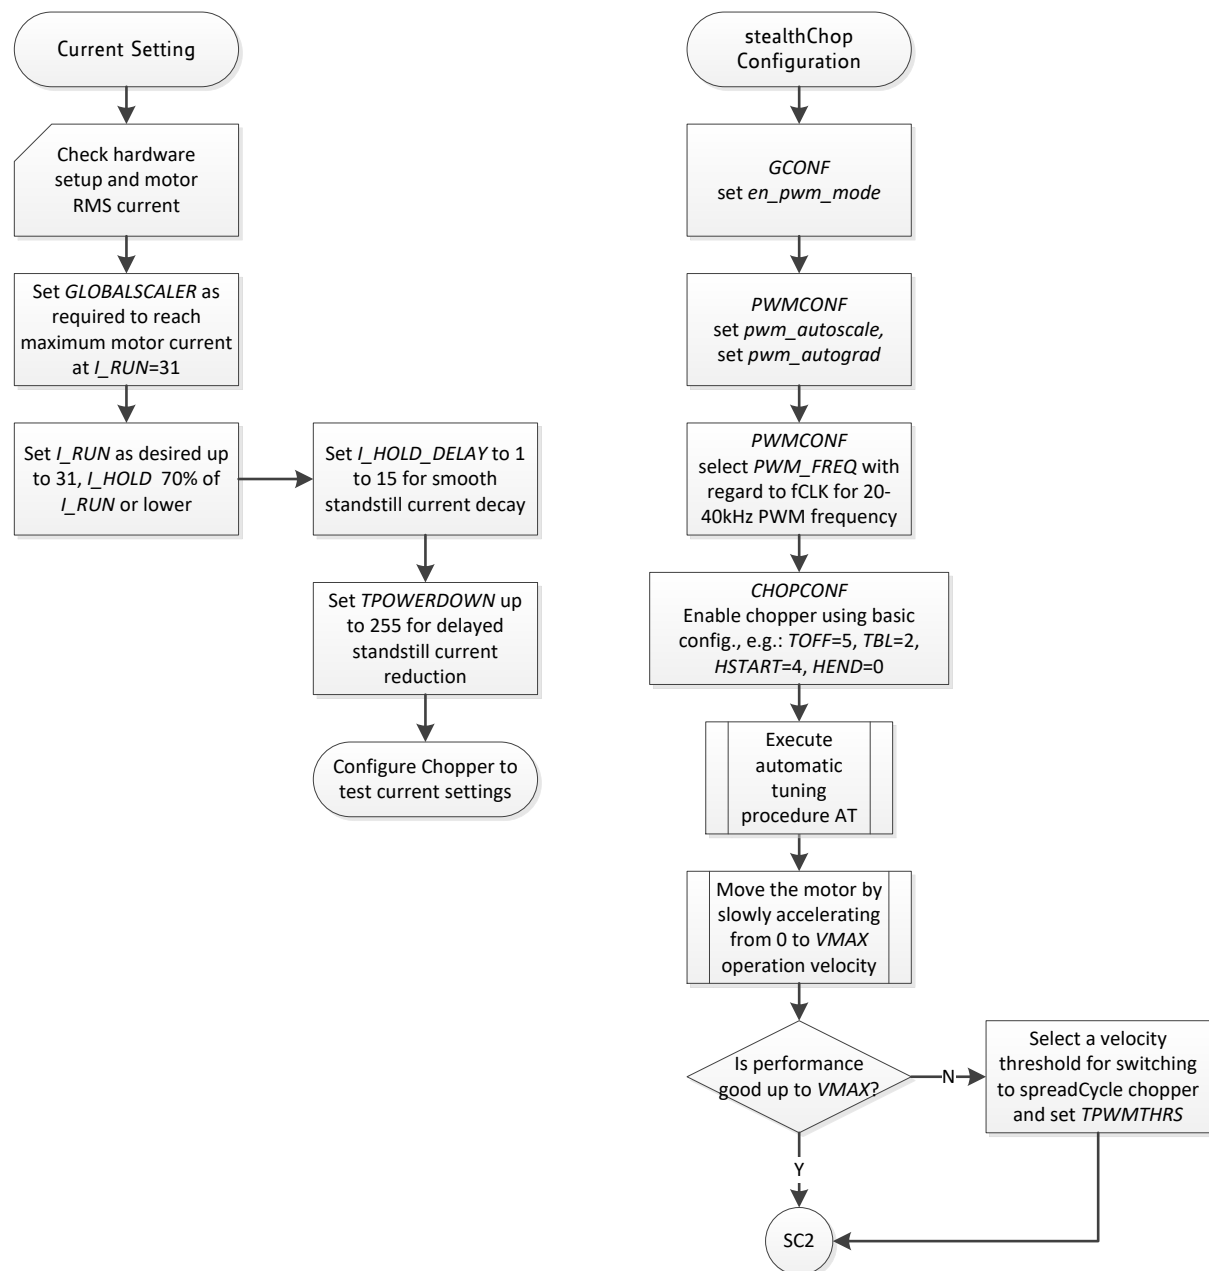 Current Setting
Check hardware
setup and motor
RMS current
Set GLOBALSCALER as
required to reach
maximum motor current
at I_RUN=31
Set I_RUN as desired up
to 31, I_HOLD 70% of
I_RUN or lower
Set I_HOLD_DELAY to 1
to 15 for smooth
standstill current decay
Set TPOWERDOWN up
to 255 for delayed
standstill current
reduction
Configure Chopper to
test current settings
stealthChop
Configuration
GCONF
set en_pwm_mode
PWMCONF
set pwm_autoscale,
set pwm_autograd
PWMCONF
select PWM_FREQ with
regard to fCLK for 20-
40kHz PWM frequency
CHOPCONF
Enable chopper using basic
config., e.g.: TOFF=5, TBL=2,
HSTART=4, HEND=0
Execute
automatic
tuning
procedure AT
Move the motor by
slowly accelerating
from 0 to VMAX
operation velocity
Is performance
good up to VMAX?
N
Select a velocity
threshold for switching
to spreadCycle chopper
and set TPWMTHRS
Y
SC2